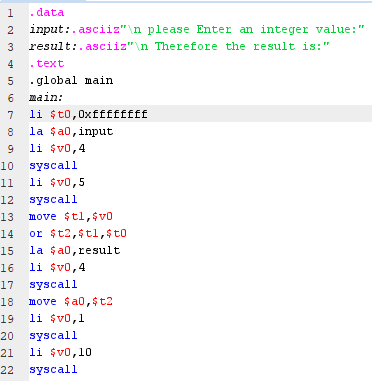 1 .data
2 input:.asciiz"\n please Enter an integer value:"
3 result:.asciiz"\n Therefore the result is:"
4 .text
5 .global main
6 main:
7 li $t0,0xffffffff
8 la $a0,input
9 li $v0,4
10 syscall
11 li $v0,5
12 syscall
13 move $t1,$v0
14 or $t2,$t1,$t0
15 la $a0,result
16 li $v0,4
17 syscall
18 move $a0,$t2
19 li $v0,1
20 syscall
21 li $v0,10
22 syscall